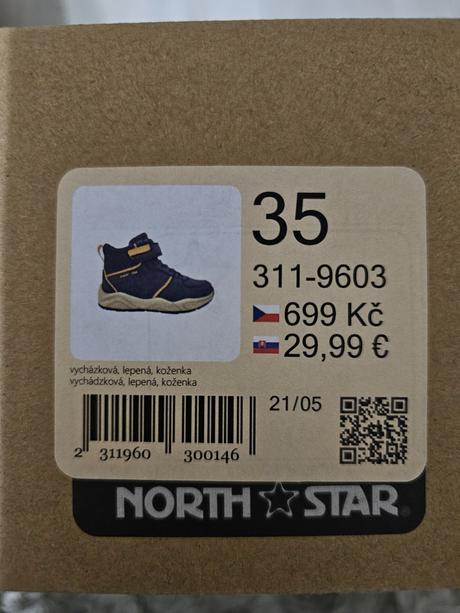 35
311-9603
699 Kč
29,99 €
vycházková, lepená, koženka
vychádzková, lepená, koženka
21/05
2 311960 300146
NORTH STAR